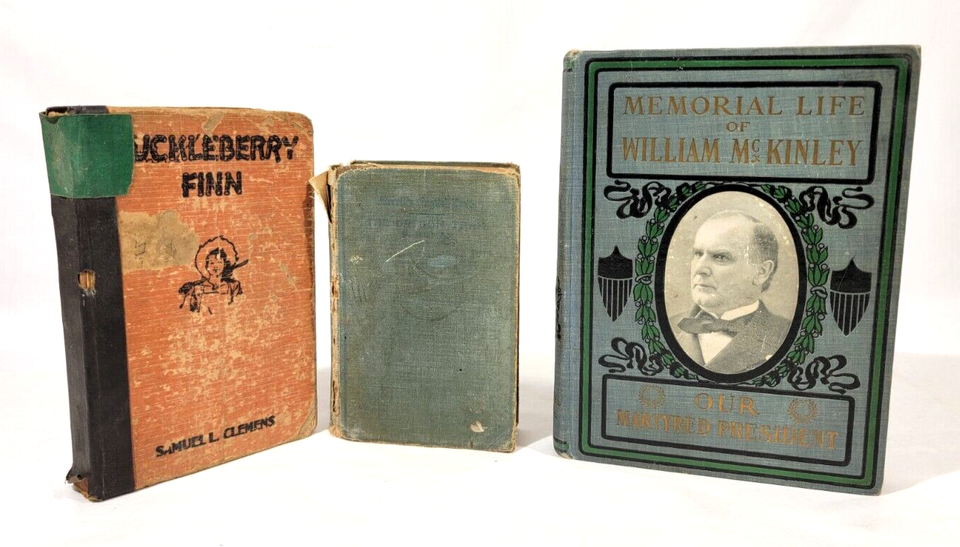 UCKLEBERRY
FINN
SAMUEL L. CLEMENS
MEMORIAL LIFE
OF
WILLIAM McKINLEY
OUR
MARTYRED PRESIDENT